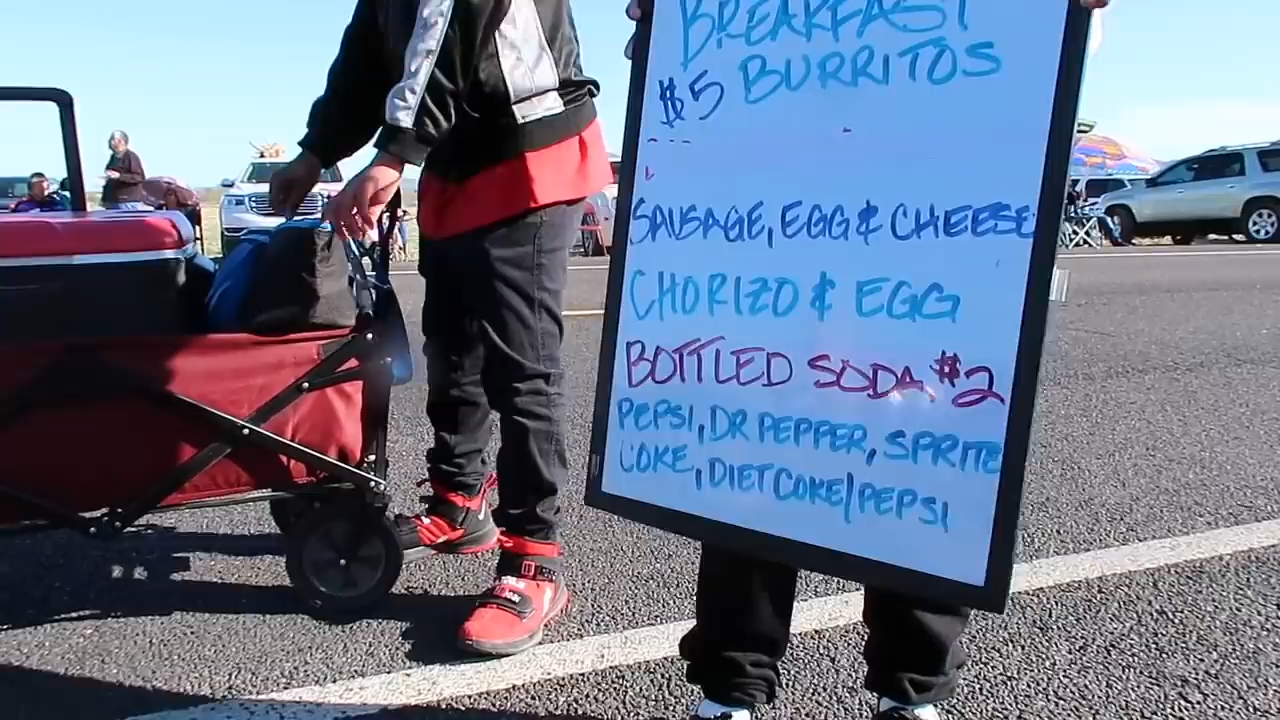 BREAKFAST
$5 BURRITOS
SAUSAGE, EGG & CHEESE
CHORIZO & EGG
BOTTLED SODA $2
PEPSI, DR PEPPER, SPRITE
COKE, DIET COKE/PEPSI